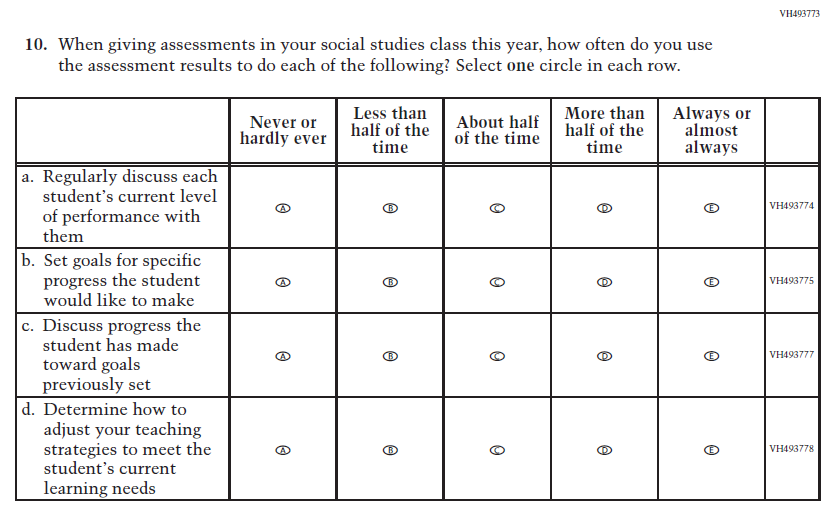 VH493773
10. When giving assessments in your social studies class this year, how often do you use
the assessment results to do each of the following? Select one circle in each row.
Never or
hardly ever
Less than
half of the
time
About half
of the time
More than
half of the
time
Always or
almost
always
a. Regularly discuss each
student’s current level
of performance with
them
A B C D E VH493774
b. Set goals for specific
progress the student
would like to make
A B C D E VH493775
c. Discuss progress the
student has made
toward goals
previously set
A B C D E VH493777
d. Determine how to
adjust your teaching
strategies to meet the
student’s current
learning needs
A B C D E VH493778